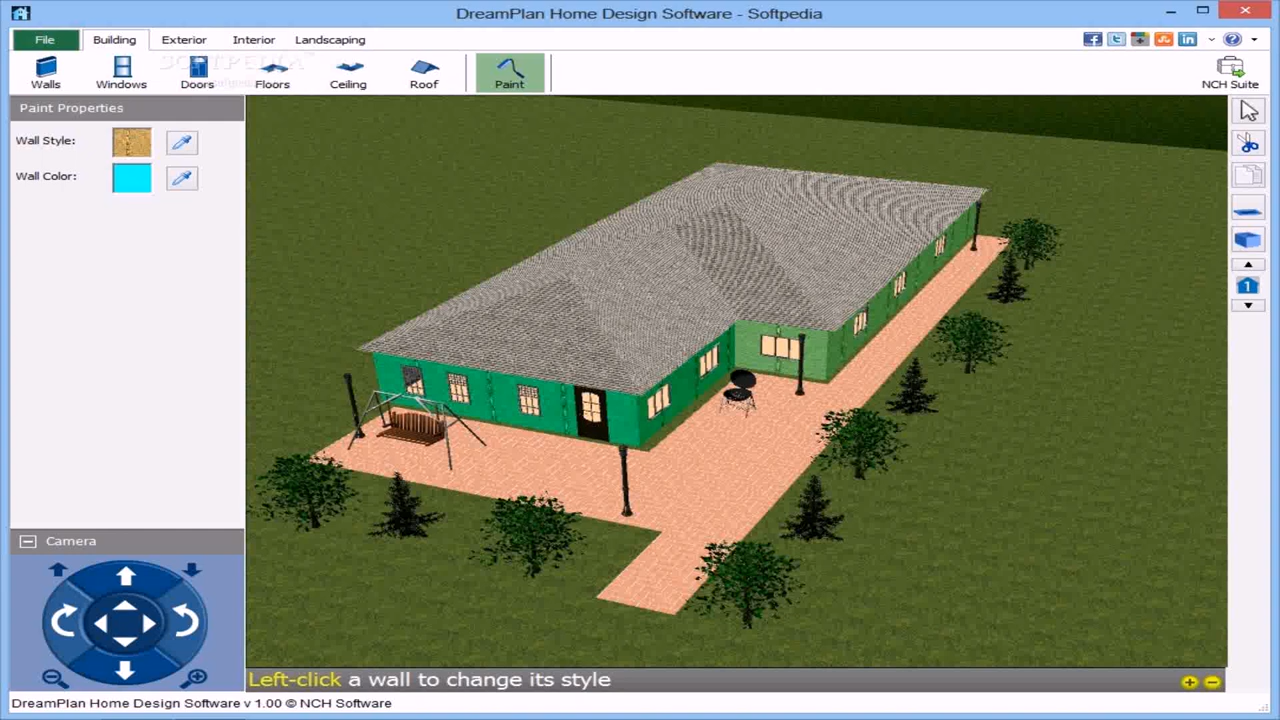 DreamPlan Home Design Software - Softpedia
File Building Exterior Interior Landscaping
SOFTPEDIA
Walls Windows Doors Floors Ceiling Roof Paint NCH Suite
Paint Properties
Wall Style:
Wall Color:
1
Camera
Left-click a wall to change its style
DreamPlan Home Design Software v 1.00 © NCH Software